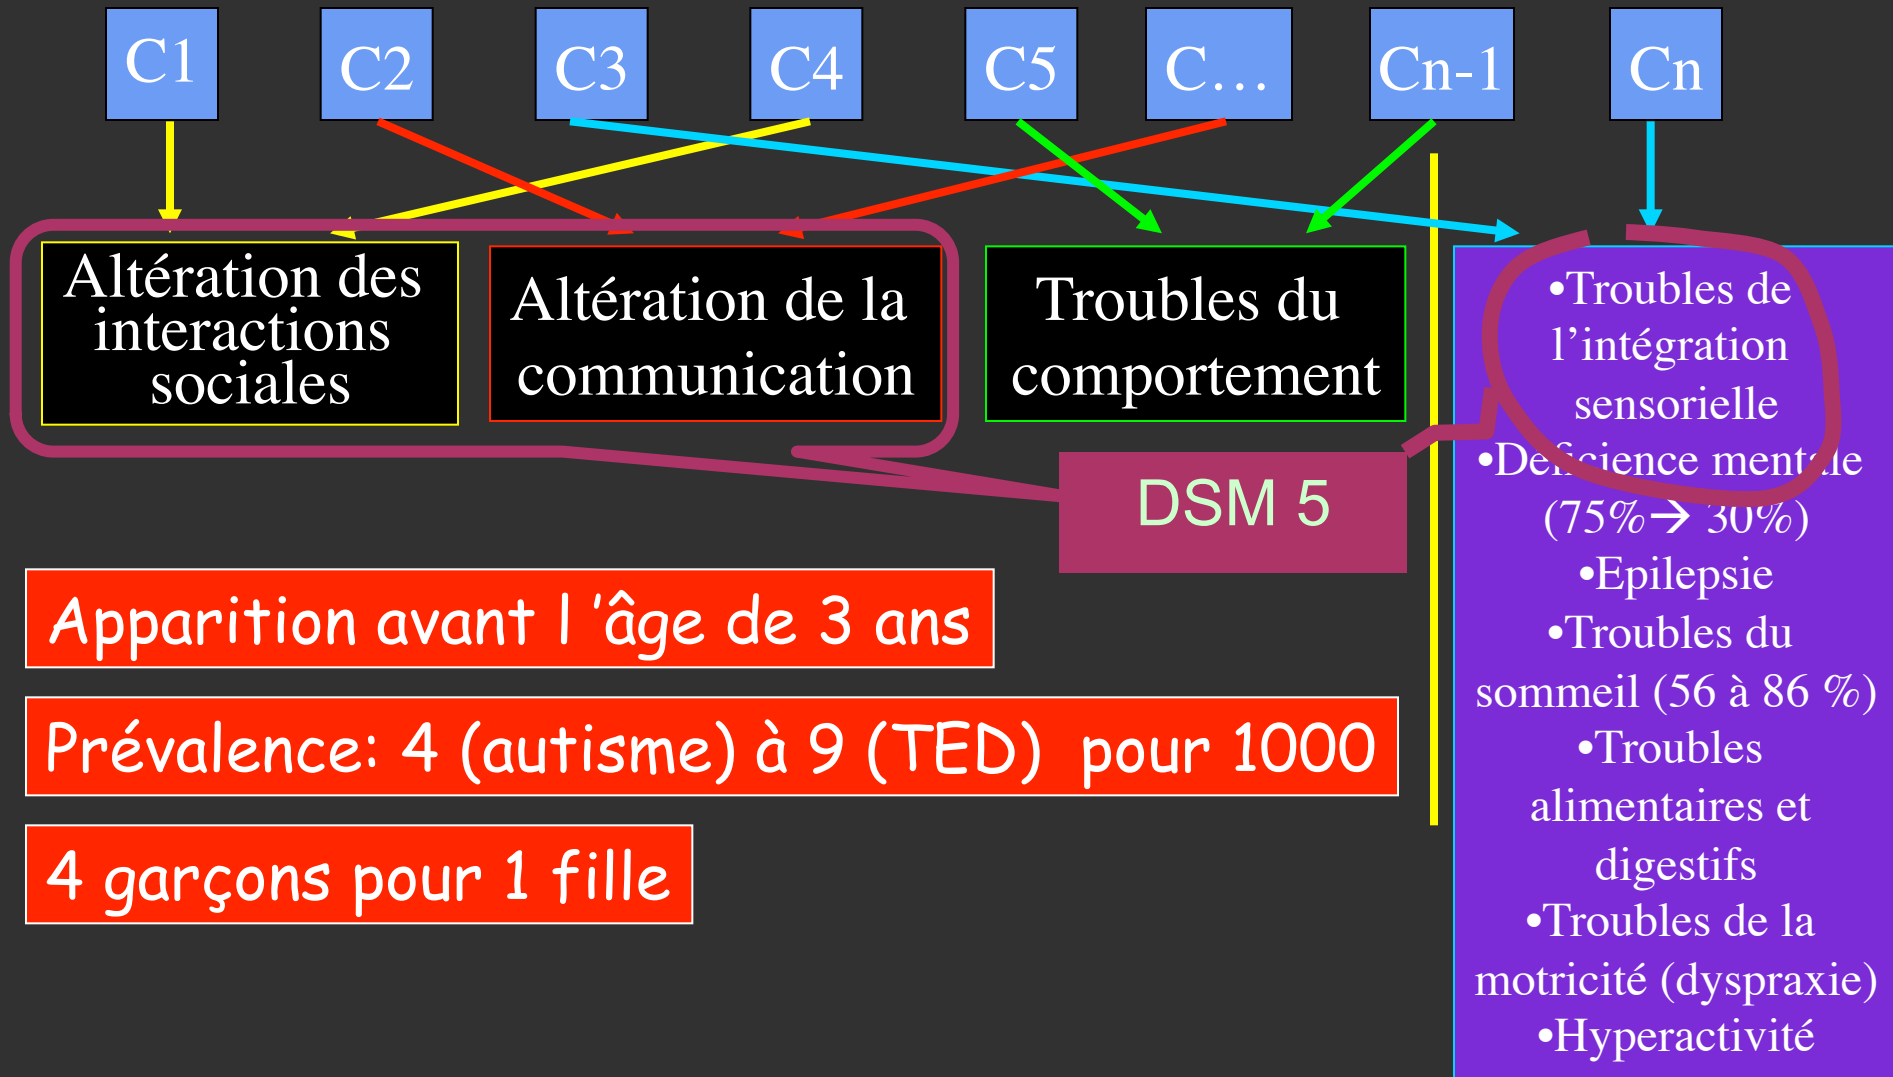 C1
C2
C3
C4
C5
C…
Cn-1
Cn
Altération des
interactions
sociales
Altération de la
communication
Troubles du
comportement
DSM 5
Apparition avant l ’âge de 3 ans
Prévalence: 4 (autisme) à 9 (TED) pour 1000
4 garçons pour 1 fille
•Troubles de
l’intégration
sensorielle
•Déficience mentale
(75%→ 30%)
•Epilepsie
•Troubles du
sommeil (56 à 86 %)
•Troubles
alimentaires et
digestifs
•Troubles de la
motricité (dyspraxie)
•Hyperactivité